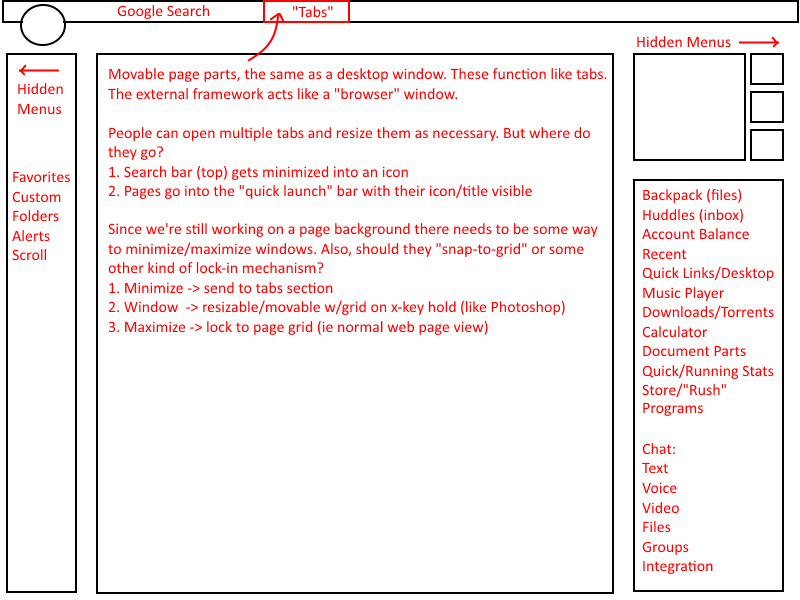 Google Search
"Tabs"
Hidden Menus
Hidden
Menus
Favorites
Custom
Folders
Alerts
Scroll
Movable page parts, the same as a desktop window. These function like tabs.
The external framework acts like a "browser" window.
People can open multiple tabs and resize them as necessary. But where do
they go?
1. Search bar (top) gets minimized into an icon
2. Pages go into the "quick launch" bar with their icon/title visible
Since we're still working on a page background there needs to be some way
to minimize/maximize windows. Also, should they "snap-to-grid" or some
other kind of lock-in mechanism?
1. Minimize -> send to tabs section
2. Window -> resizable/movable w/grid on x-key hold (like Photoshop)
3. Maximize -> lock to page grid (ie normal web page view)
Backpack (files)
Huddles (inbox)
Account Balance
Recent
Quick Links/Desktop
Music Player
Downloads/Torrents
Calculator
Document Parts
Quick/Running Stats
Store/"Rush"
Programs
Chat:
Text
Voice
Video
Files
Groups
Integration